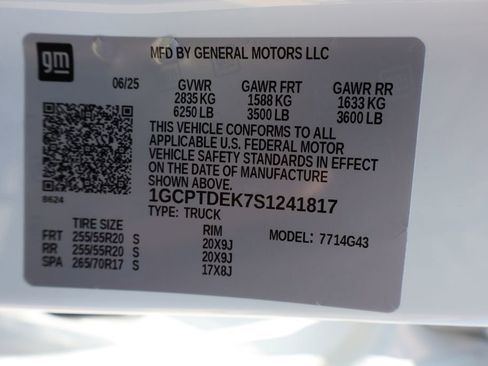 gm
MFD BY GENERAL MOTORS LLC
06/25 GVWR GAWR FRT GAWR RR
2835 KG 1588 KG 1633 KG
6250 LB 3500 LB 3600 LB
THIS VEHICLE CONFORMS TO ALL
APPLICABLE U.S. FEDERAL MOTOR
VEHICLE SAFETY STANDARDS IN EFFECT
ON THE DATE OF MANUFACTURE
SHOWN ABOVE.
B624
1GCPTDEK7S1241817
TYPE: TRUCK
TIRE SIZE RIM MODEL: 7714G43
FRT 255/55R20 S 20X9J
RR 255/55R20 S 20X9J
SPA 265/70R17 S 17X8J